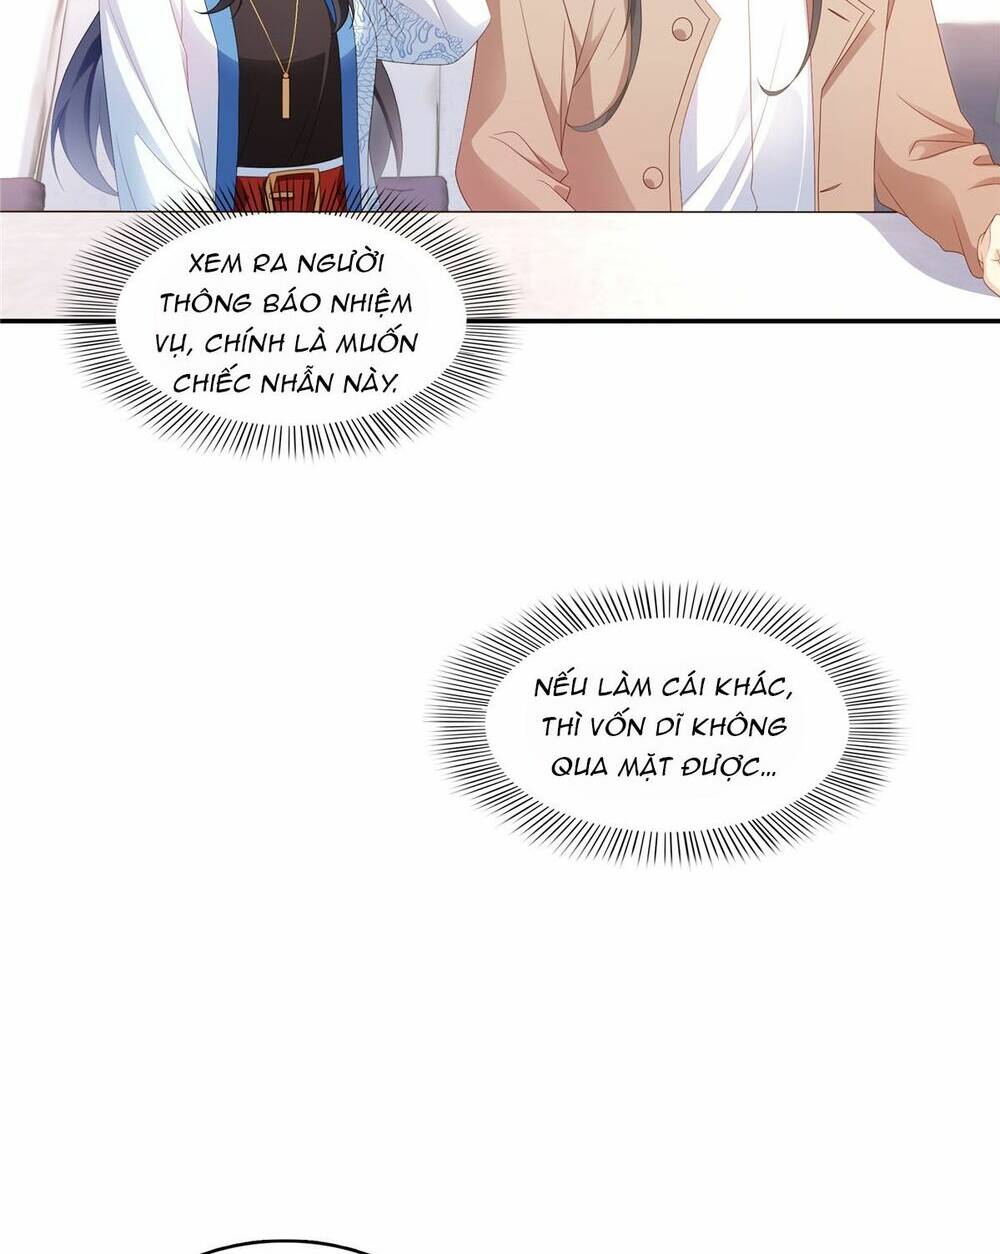 XEM RA NGƯỜI
THÔNG BÁO NHIỆM
VỤ, CHÍNH LÀ MUỐN
CHIẾC NHẪN NÀY.
NẾU LÀM CÁI KHÁC,
THÌ VỐN DĨ KHÔNG
QUA MẶT ĐƯỢC...